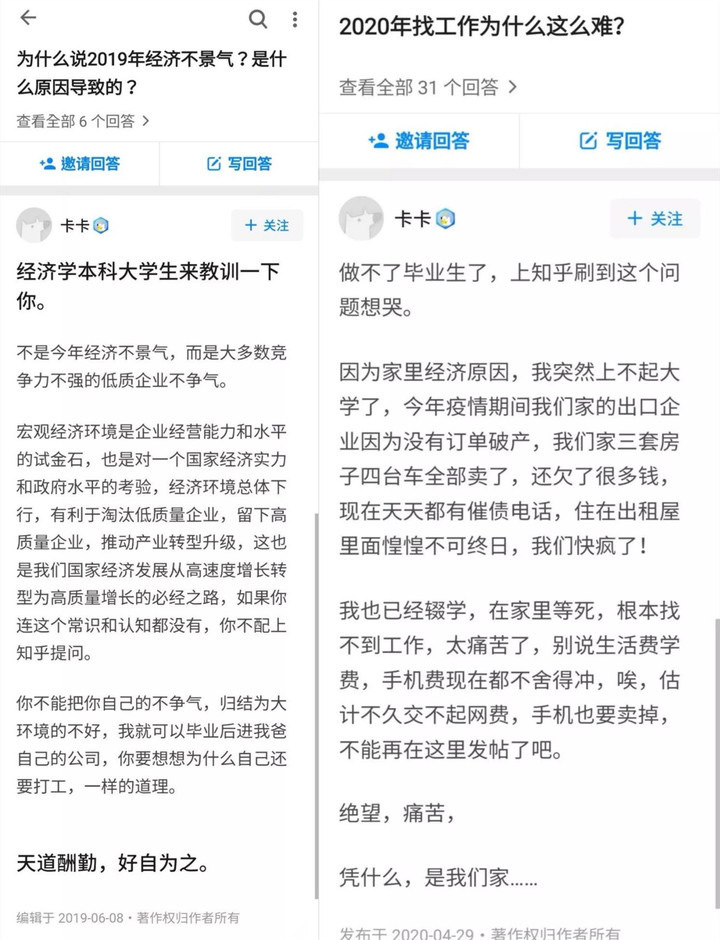 为什么说2019年经济不景气？是什
么原因导致的？
查看全部 6 个回答
邀请回答
写回答
卡卡
+ 关注
经济学本科大学生来教训一下
你。
不是今年经济不景气，而是大多数竞
争力不强的低质企业不争气。
宏观经济环境是企业经营能力和水平
的试金石，也是对一个国家经济实力
和政府水平的考验，经济环境总体下
行，有利于淘汰低质量企业，留下高
质量企业，推动产业转型升级，这也
是我们国家经济发展从高速度增长转
型为高质量增长的必经之路，如果你
连这个常识和认知都没有，你不配上
知乎提问。
你不能把你自己的不争气，归结为大
环境的不好，我就可以毕业后进我爸
自己的公司，你要想想为什么自己还
要打工，一样的道理。
天道酬勤，好自为之。
编辑于 2019-06-08・著作权归作者所有
2020年找工作为什么这么难？
查看全部 31 个回答
邀请回答
写回答
卡卡
+ 关注
做不了毕业生了，上知乎刷到这个问
题想哭。
因为家里经济原因，我突然上不起大
学了，今年疫情期间我们家的出口企
业因为没有订单破产，我们家三套房
子四台车全部卖了，还欠了很多钱，
现在天天都有催债电话，住在出租屋
里面惶惶不可终日，我们快疯了！
我也已经辍学，在家里等死，根本找
不到工作，太痛苦了，别说生活费学
费，手机费现在都不舍得冲，唉，估
计不久交不起网费，手机也要卖掉，
不能再在这里发帖了吧。
绝望，痛苦，
凭什么，是我们家……
发布于 2020-04-29・著作权归作者所有